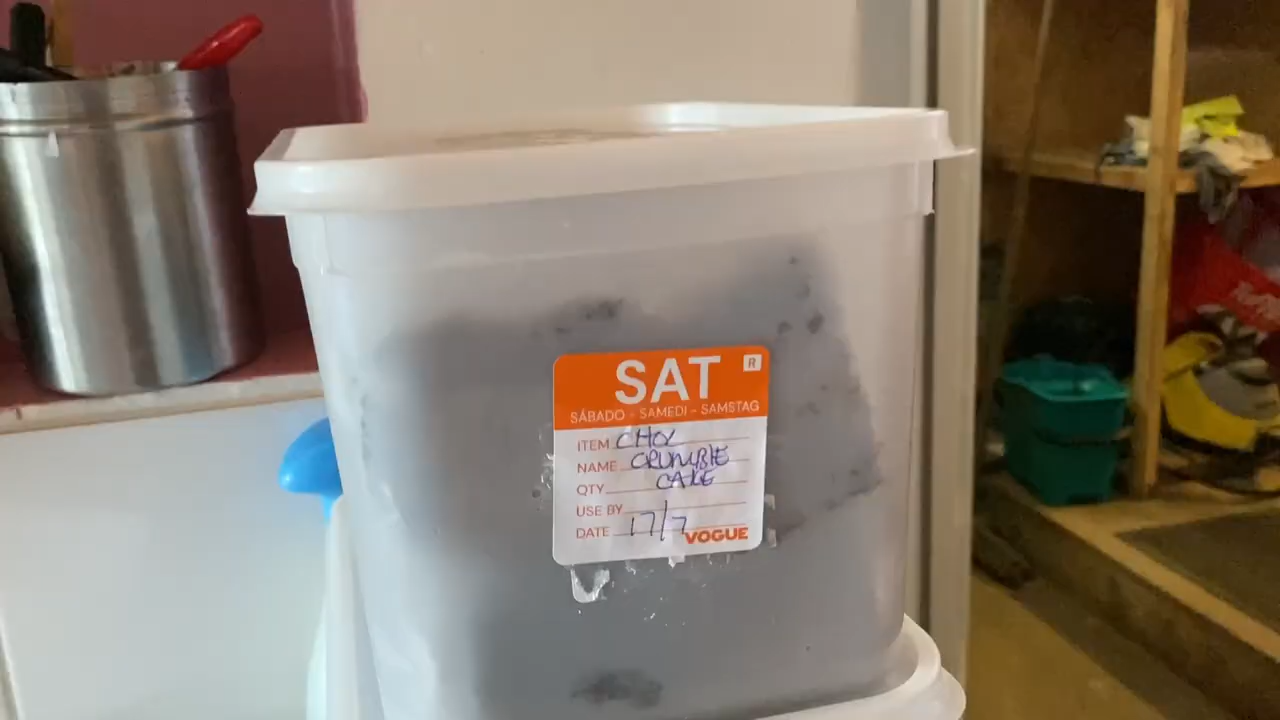 SAT R
SÁBADO - SAMEDI - SAMSTAG
ITEM CHOC
NAME CRUMBLE
QTY CAKE
USE BY
DATE 17/7 VOGUE